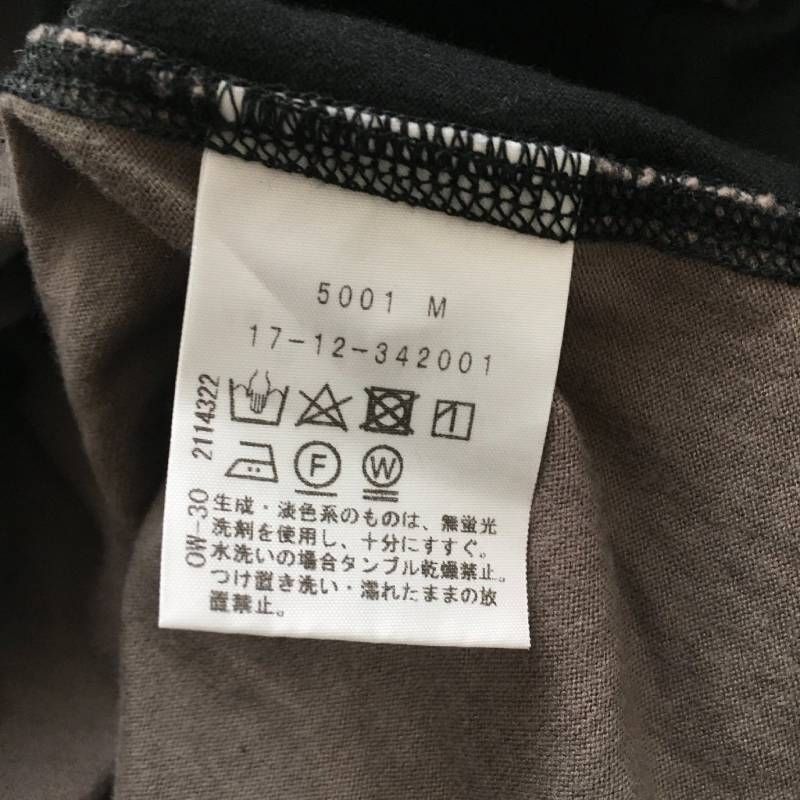 5001 M
17-12-342001
F
W
OW-30 2114322
生成・淡色系のものは、無蛍光
洗剤を使用し、十分にすすぐ。
水洗いの場合タンブル乾燥禁止。
つけ置き洗い・濡れたままの放
置禁止。